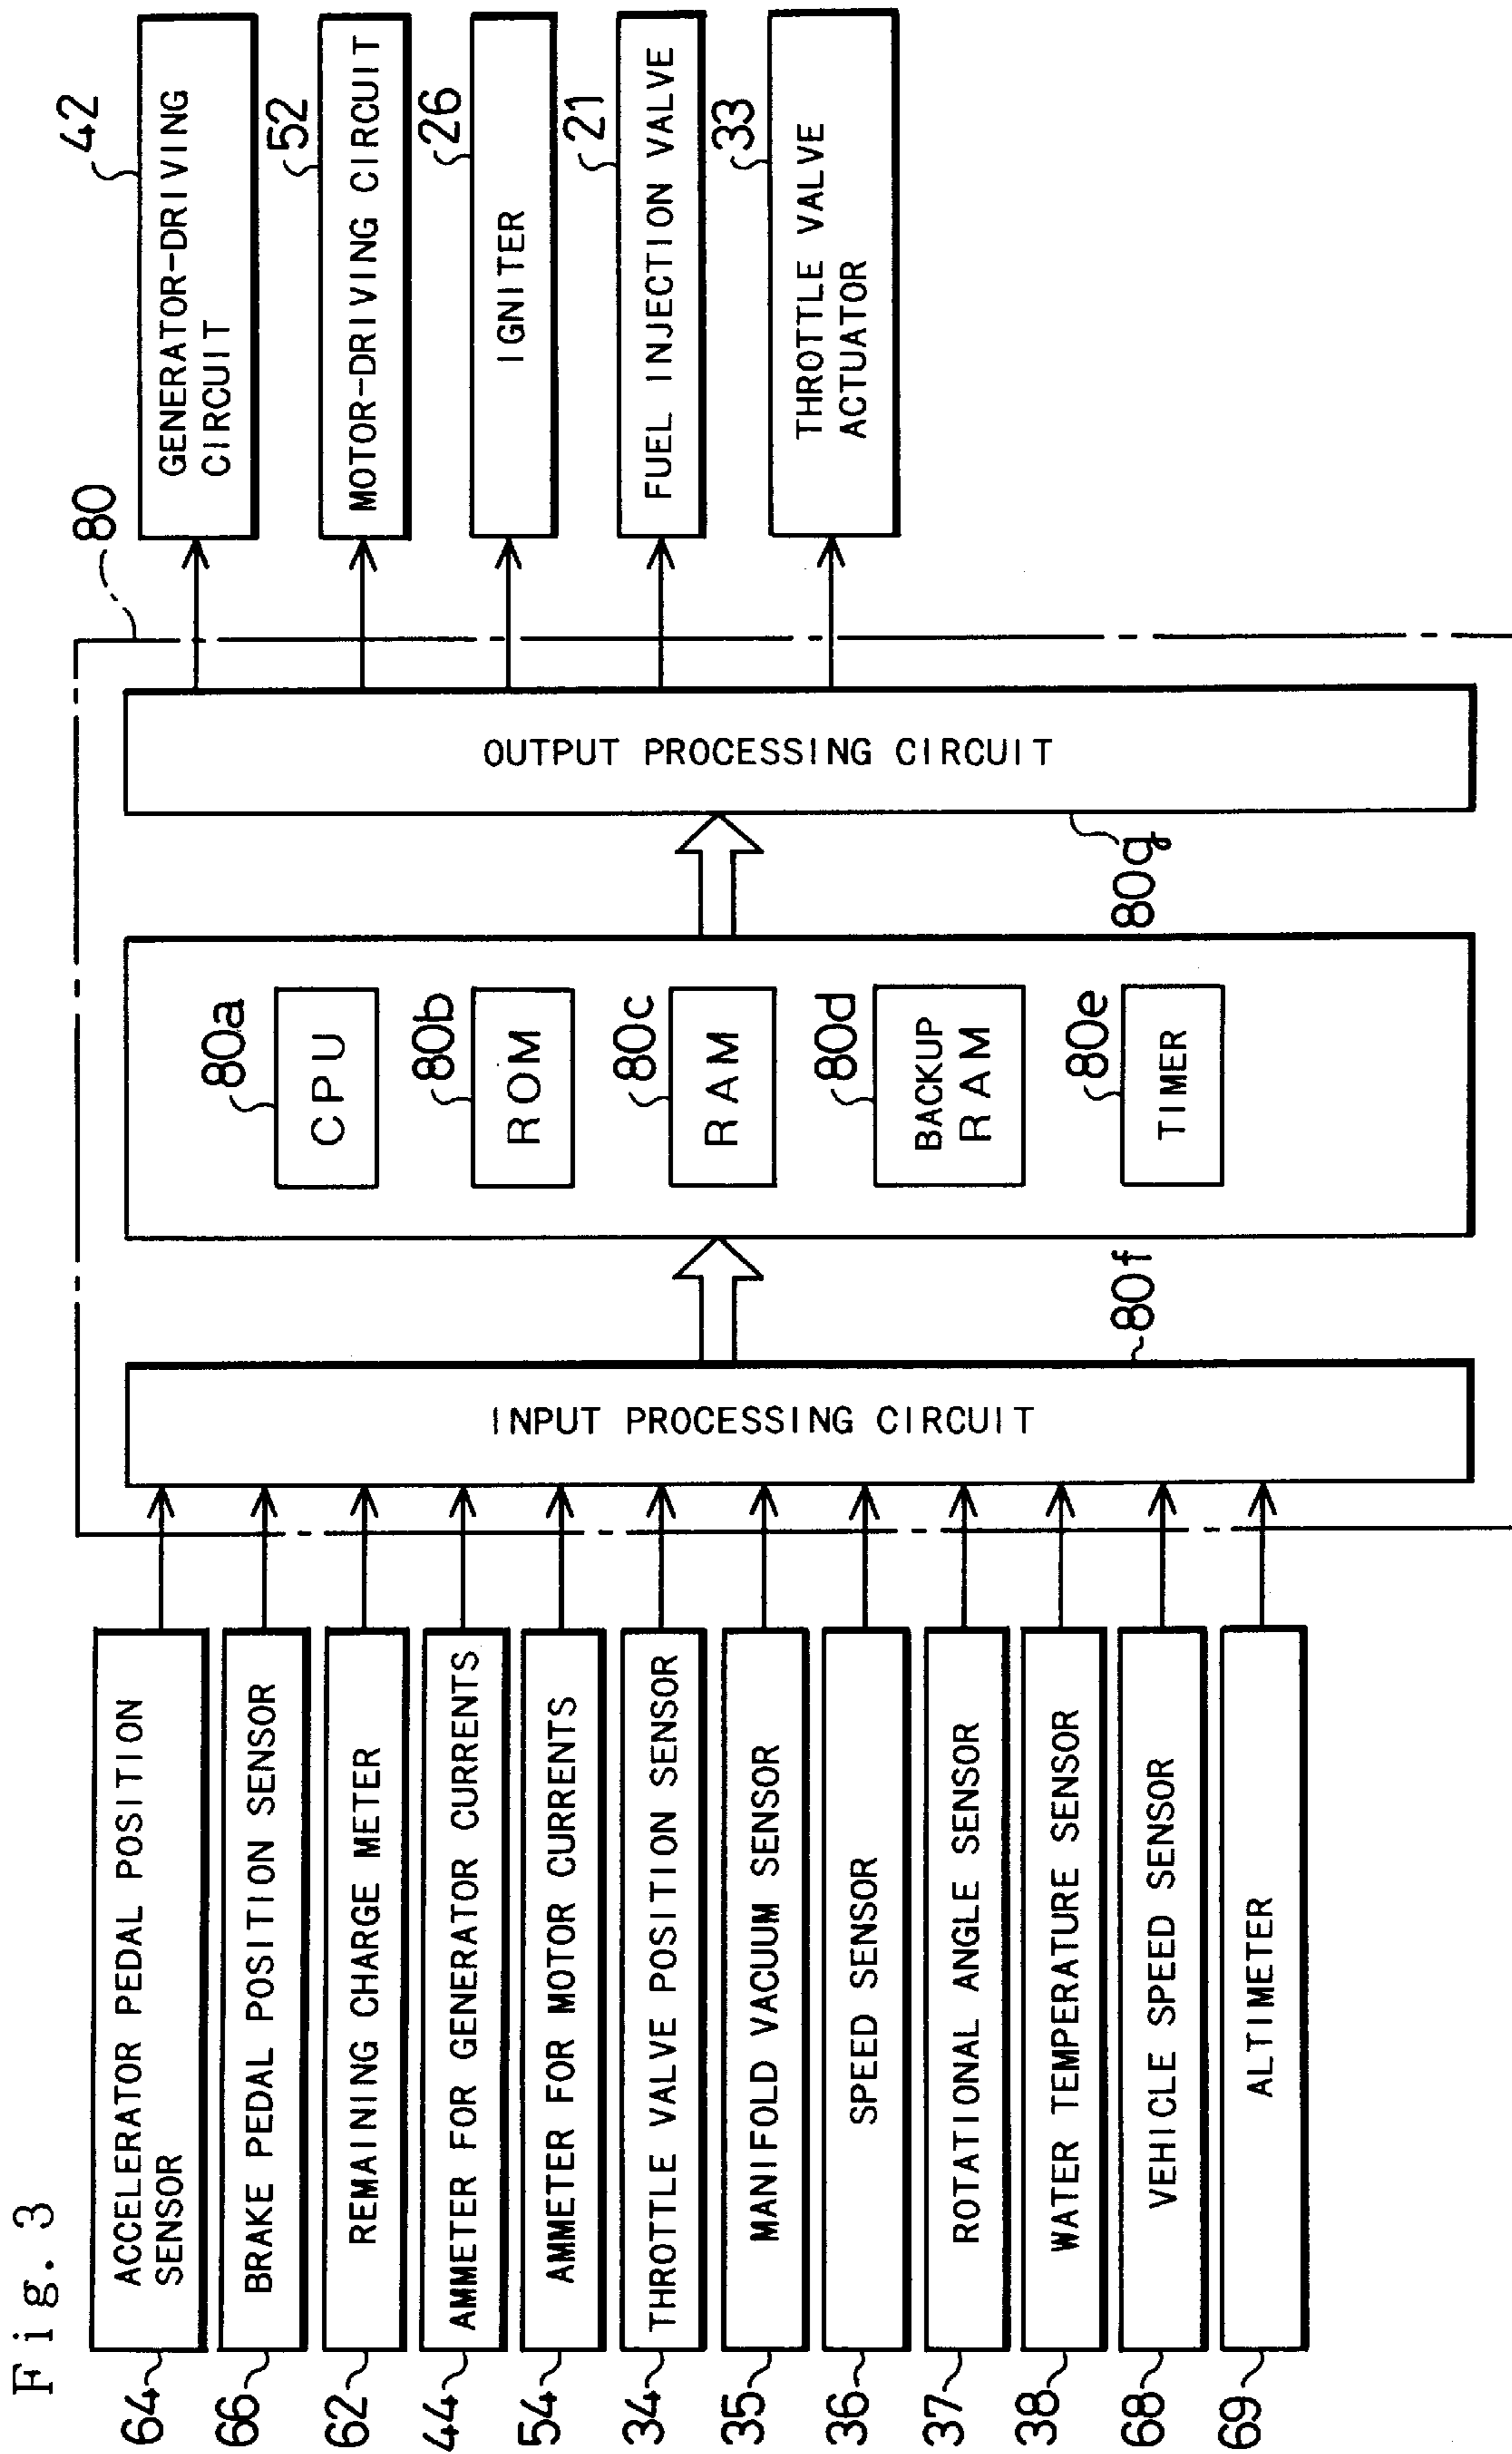 Fig. 3
64
ACCELERATOR PEDAL POSITION
SENSOR
66
BRAKE PEDAL POSITION SENSOR
62
REMAINING CHARGE METER
44
AMMETER FOR GENERATOR CURRENTS
54
AMMETER FOR MOTOR CURRENTS
34
THROTTLE VALVE POSITION SENSOR
35
MANIFOLD VACUUM SENSOR
36
SPEED SENSOR
37
ROTATIONAL ANGLE SENSOR
38
WATER TEMPERATURE SENSOR
68
VEHICLE SPEED SENSOR
69
ALTIMETER
INPUT PROCESSING CIRCUIT
80f
80a
CPU
80b
ROM
80c
RAM
80d
BACKUP
RAM
80e
TIMER
OUTPUT PROCESSING CIRCUIT
80g
80
42
GENERATOR-DRIVING
CIRCUIT
52
MOTOR-DRIVING CIRCUIT
26
IGNITER
21
FUEL INJECTION VALVE
33
THROTTLE VALVE
ACTUATOR